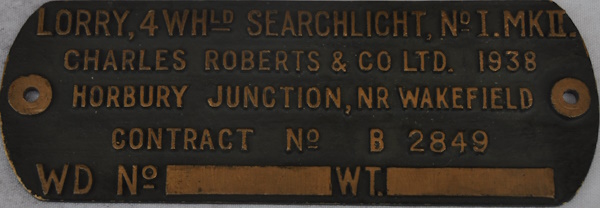 LORRY, 4 WHLD SEARCHLIGHT, No I. MK II.
CHARLES ROBERTS & CO LTD. 1938
HORBURY JUNCTION, NR WAKEFIELD
CONTRACT No B 2849
WD No WT.